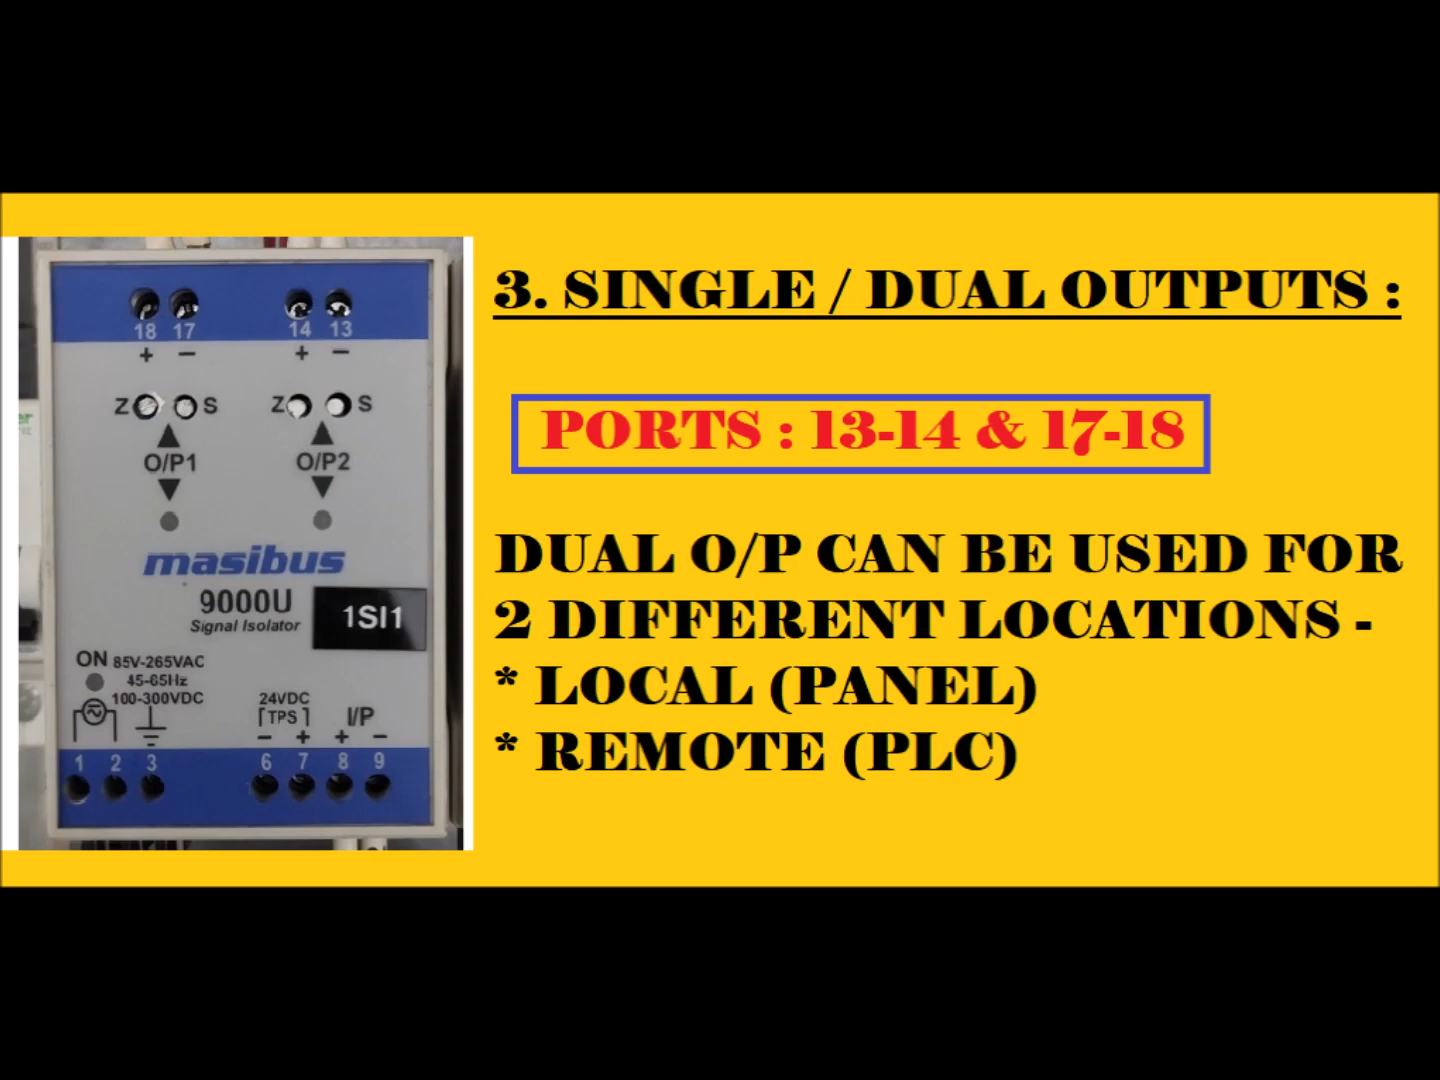 18 17 14 13
+ − + −
Z S Z S
O/P1 O/P2
masibus
9000U
Signal Isolator
1SI1
ON 85V-265VAC
45-65Hz
100-300VDC
24VDC
TPS I/P
− + + −
1 2 3 6 7 8 9
3. SINGLE / DUAL OUTPUTS :
PORTS : 13-14 & 17-18
DUAL O/P CAN BE USED FOR
2 DIFFERENT LOCATIONS -
* LOCAL (PANEL)
* REMOTE (PLC)